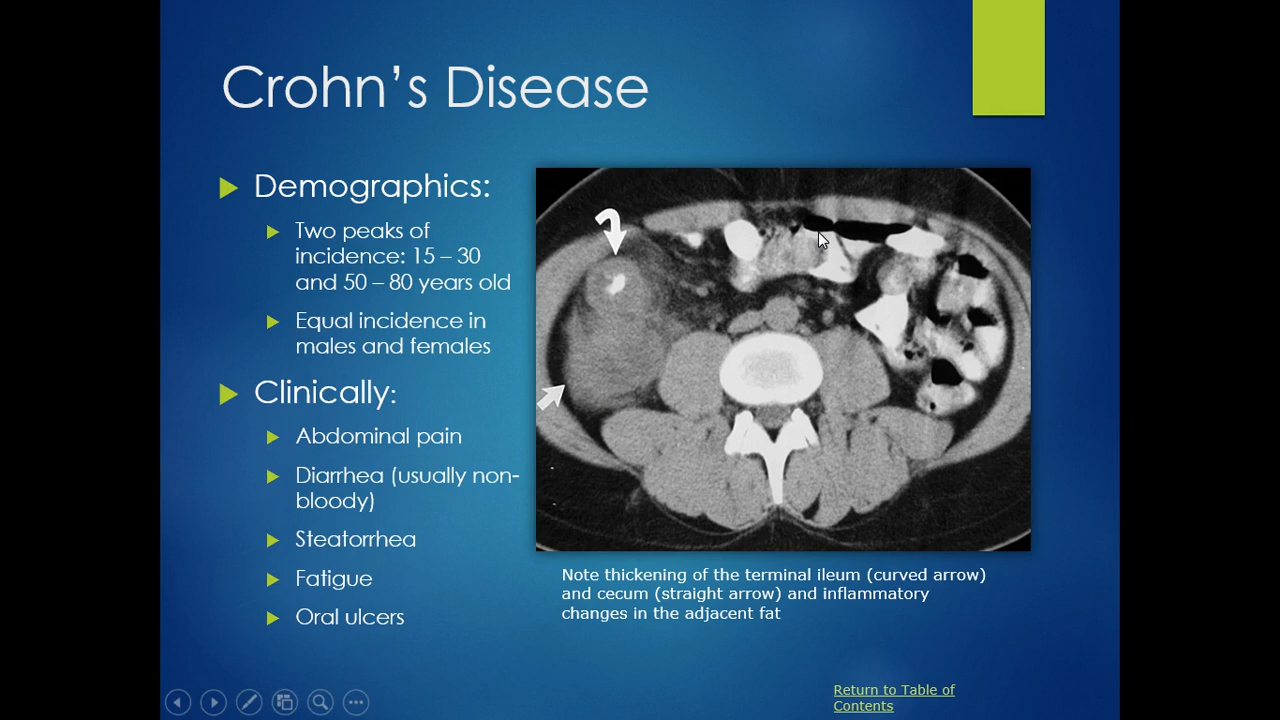 Crohn’s Disease
Demographics:
Two peaks of
incidence: 15 – 30
and 50 – 80 years old
Equal incidence in
males and females
Clinically:
Abdominal pain
Diarrhea (usually non-
bloody)
Steatorrhea
Fatigue
Oral ulcers
Note thickening of the terminal ileum (curved arrow)
and cecum (straight arrow) and inflammatory
changes in the adjacent fat
Return to Table of
Contents